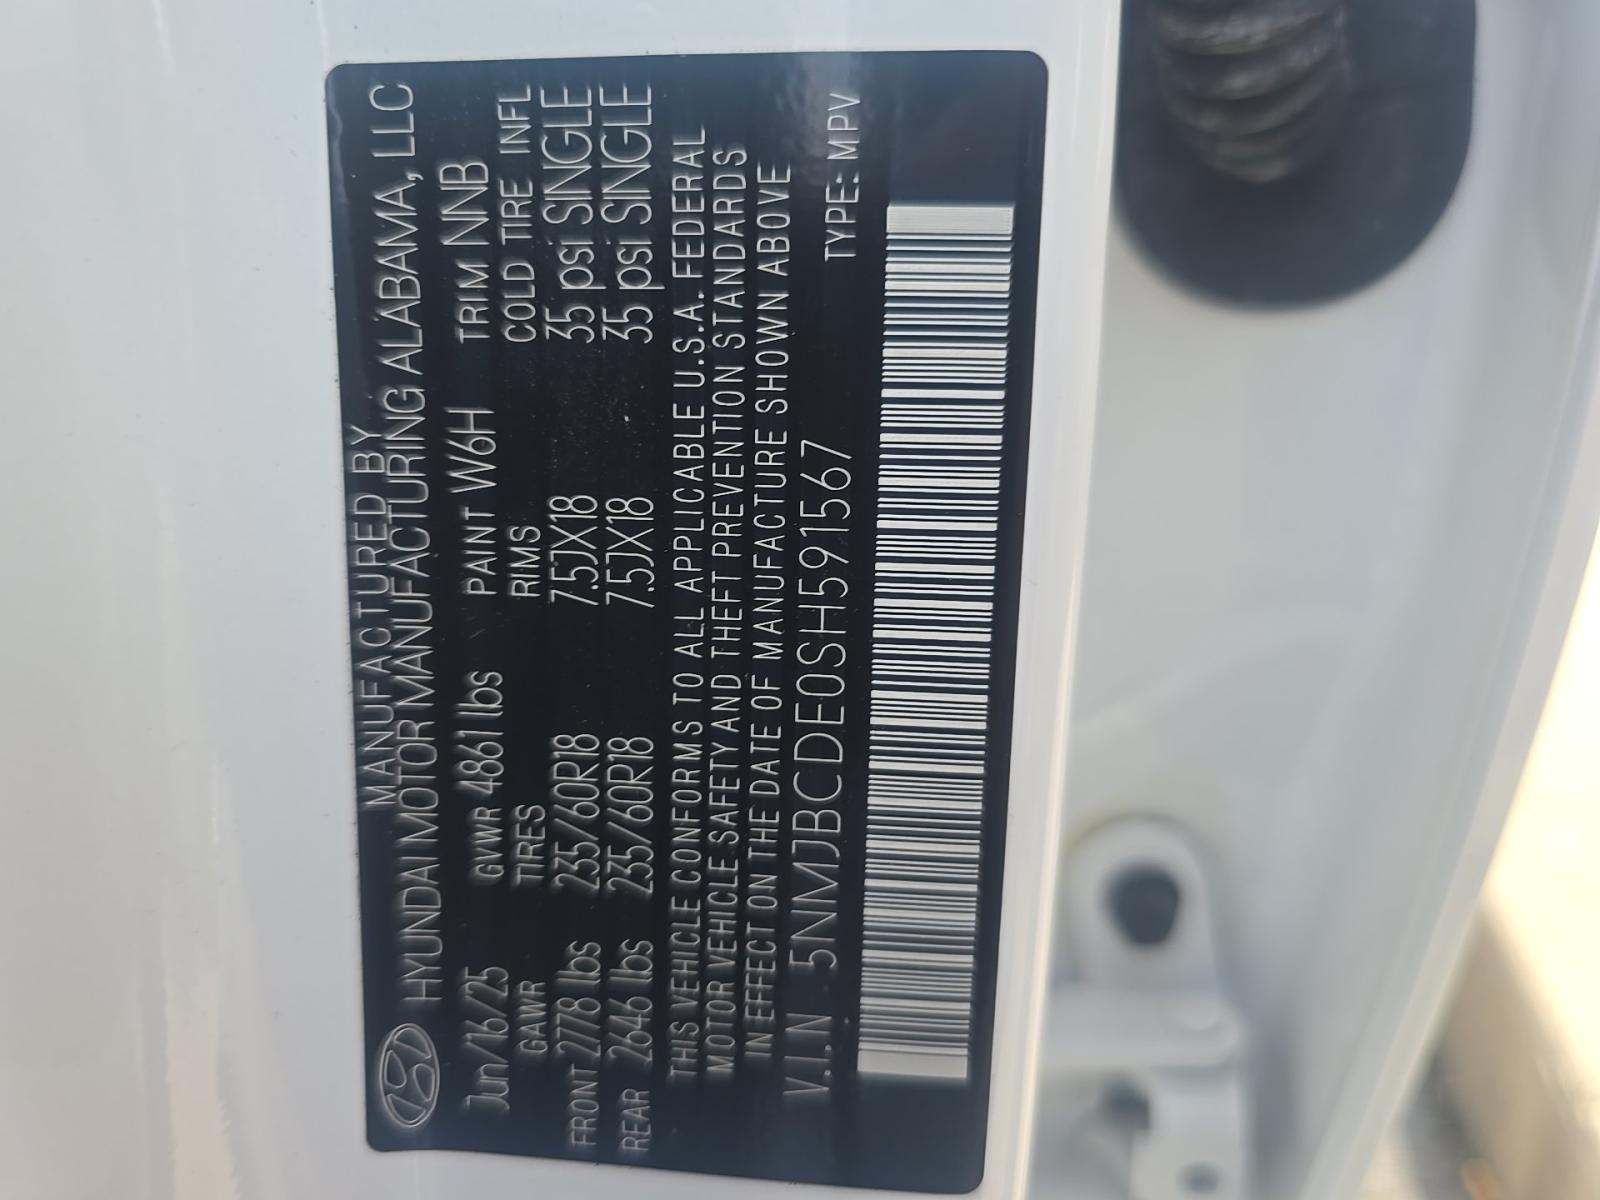 MANUFACTURED BY
HYUNDAI MOTOR MANUFACTURING ALABAMA, LLC
Jun/16/25 GVWR 4861 lbs PAINT W6H TRIM NNB
GAWR TIRES RIMS COLD TIRE INFL
FRONT 2778 lbs 235/60R18 7.5JX18 35 psi SINGLE
REAR 2646 lbs 235/60R18 7.5JX18 35 psi SINGLE
THIS VEHICLE CONFORMS TO ALL APPLICABLE U.S.A. FEDERAL
MOTOR VEHICLE SAFETY AND THEFT PREVENTION STANDARDS
IN EFFECT ON THE DATE OF MANUFACTURE SHOWN ABOVE
V.I.N 5NMJBCDE0SH591567 TYPE: MPV